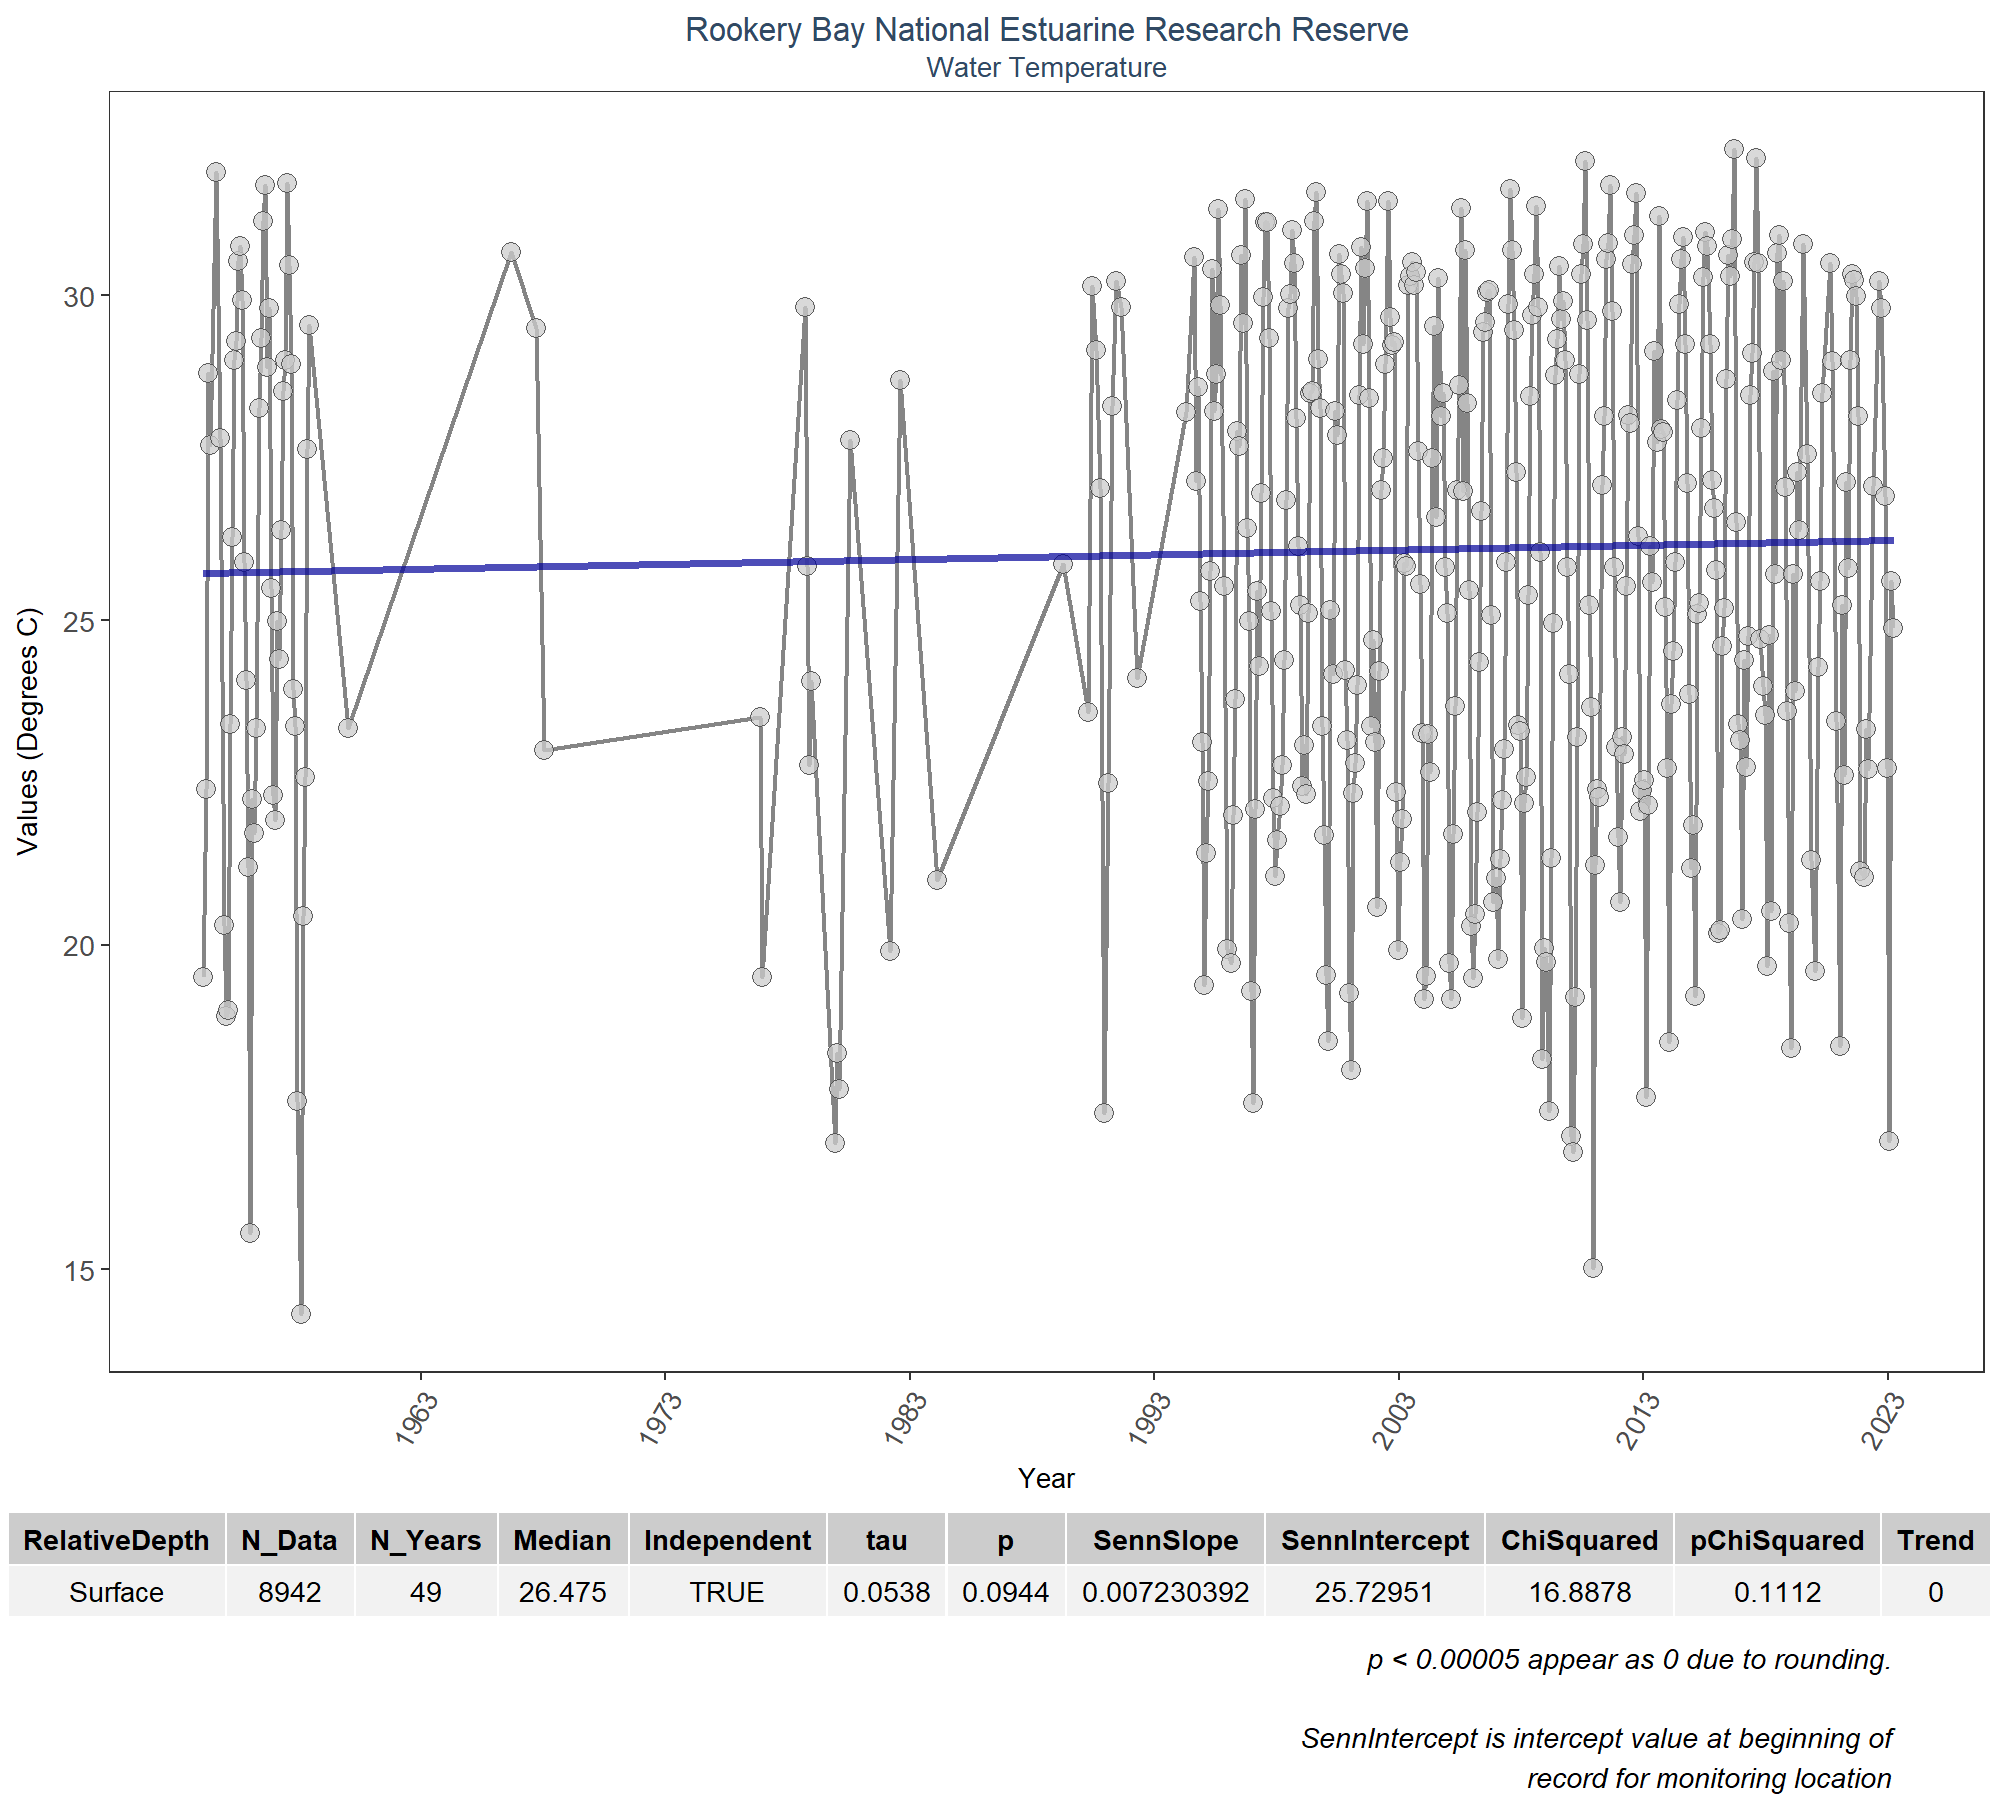 Rookery Bay National Estuarine Research Reserve
Water Temperature
Values (Degrees C)
30
25
20
15
1963 1973 1983 1993 2003 2013 2023
Year
RelativeDepth N_Data N_Years Median Independent tau p SennSlope SennIntercept ChiSquared pChiSquared Trend
Surface 8942 49 26.475 TRUE 0.0538 0.0944 0.007230392 25.72951 16.8878 0.1112 0
p < 0.00005 appear as 0 due to rounding.
SennIntercept is intercept value at beginning of
record for monitoring location